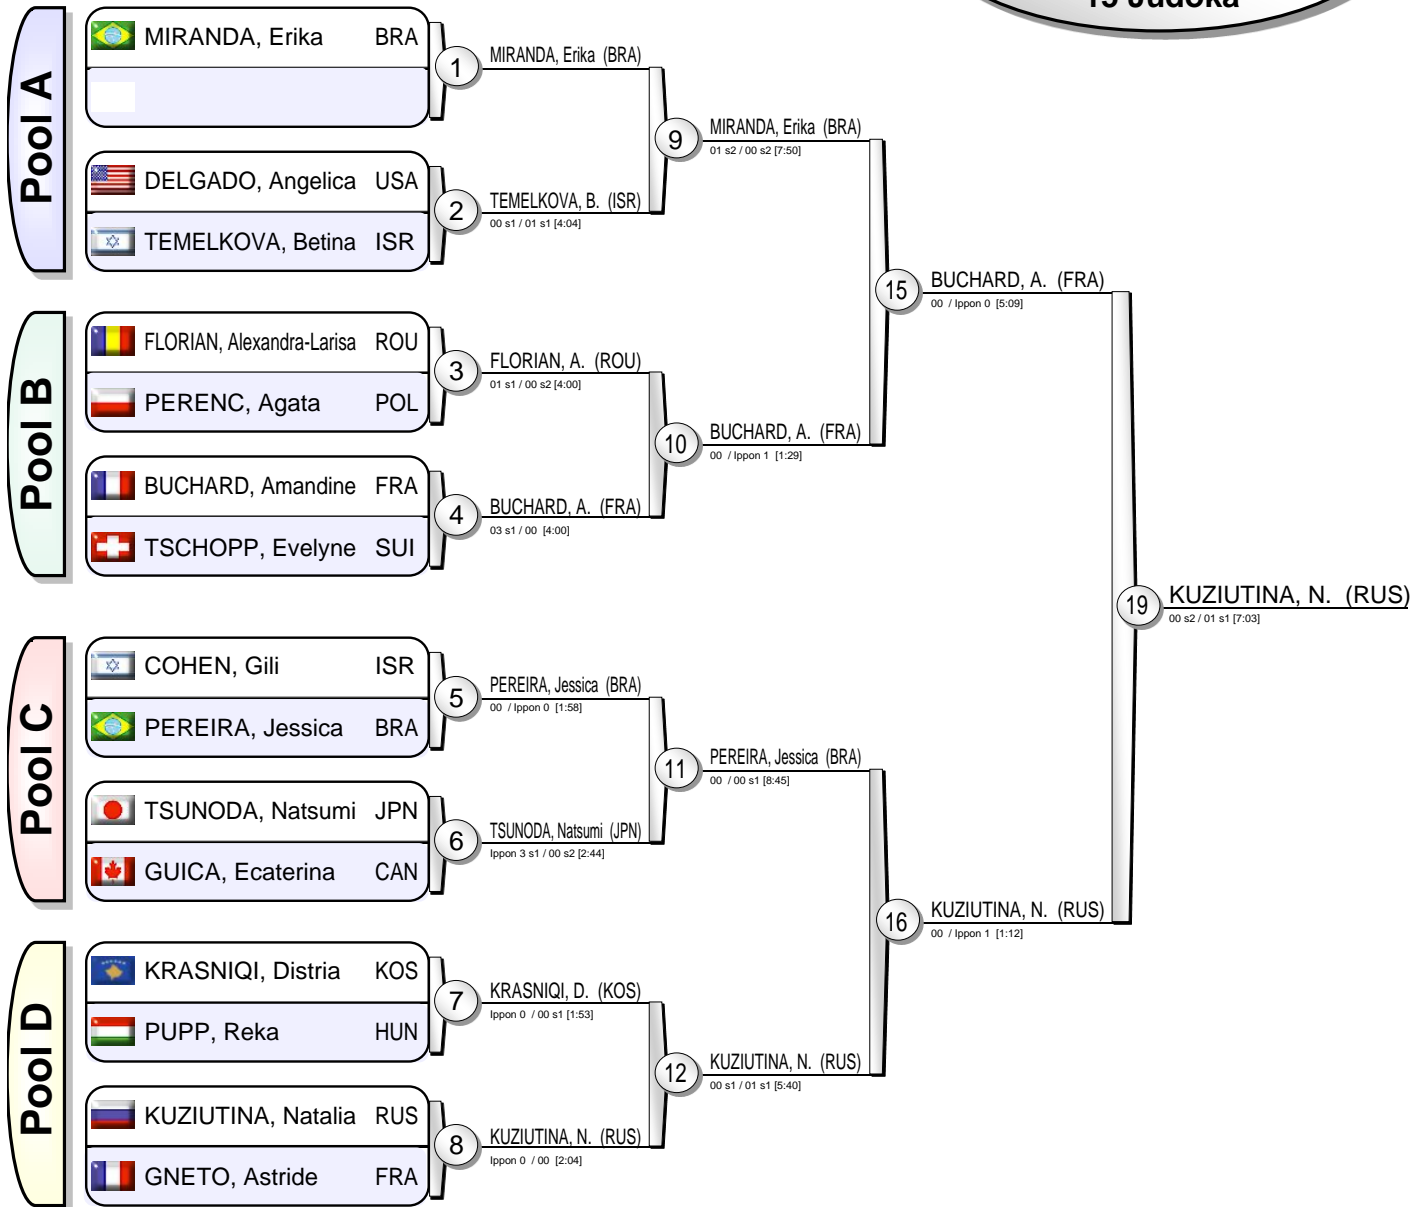 15 Judoka
Pool A
MIRANDA, Erika BRA
DELGADO, Angelica USA
TEMELKOVA, Betina ISR
Pool B
FLORIAN, Alexandra-Larisa ROU
PERENC, Agata POL
BUCHARD, Amandine FRA
TSCHOPP, Evelyne SUI
Pool C
COHEN, Gili ISR
PEREIRA, Jessica BRA
TSUNODA, Natsumi JPN
GUICA, Ecaterina CAN
Pool D
KRASNIQI, Distria KOS
PUPP, Reka HUN
KUZIUTINA, Natalia RUS
GNETO, Astride FRA
1
MIRANDA, Erika (BRA)
2
TEMELKOVA, B. (ISR)
00 s1 / 01 s1 [4:04]
3
FLORIAN, A. (ROU)
01 s1 / 00 s2 [4:00]
4
BUCHARD, A. (FRA)
03 s1 / 00 [4:00]
5
PEREIRA, Jessica (BRA)
00 / Ippon 0 [1:58]
6
TSUNODA, Natsumi (JPN)
Ippon 3 s1 / 00 s2 [2:44]
7
KRASNIQI, D. (KOS)
Ippon 0 / 00 s1 [1:53]
8
KUZIUTINA, N. (RUS)
Ippon 0 / 00 [2:04]
9
MIRANDA, Erika (BRA)
01 s2 / 00 s2 [7:50]
10
BUCHARD, A. (FRA)
00 / Ippon 1 [1:29]
11
PEREIRA, Jessica (BRA)
00 / 00 s1 [8:45]
12
KUZIUTINA, N. (RUS)
00 s1 / 01 s1 [5:40]
15
BUCHARD, A. (FRA)
00 / Ippon 0 [5:09]
16
KUZIUTINA, N. (RUS)
00 / Ippon 1 [1:12]
19
KUZIUTINA, N. (RUS)
00 s2 / 01 s1 [7:03]